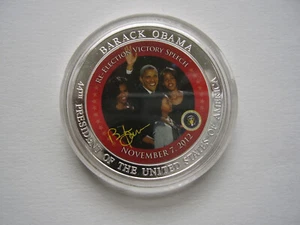 BARACK OBAMA
RE-ELECTION VICTORY SPEECH
NOVEMBER 7, 2012
44TH PRESIDENT OF THE UNITED STATES OF AMERICA